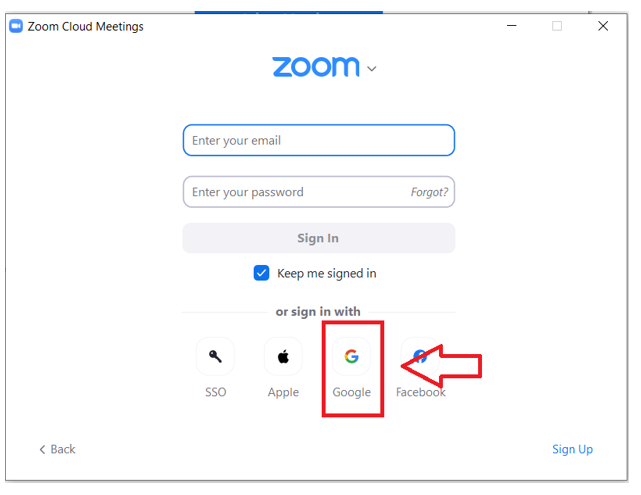 Zoom Cloud Meetings
zoom
Enter your email
Enter your password Forgot?
Sign In
Keep me signed in
or sign in with
SSO Apple Google Facebook
Back Sign Up